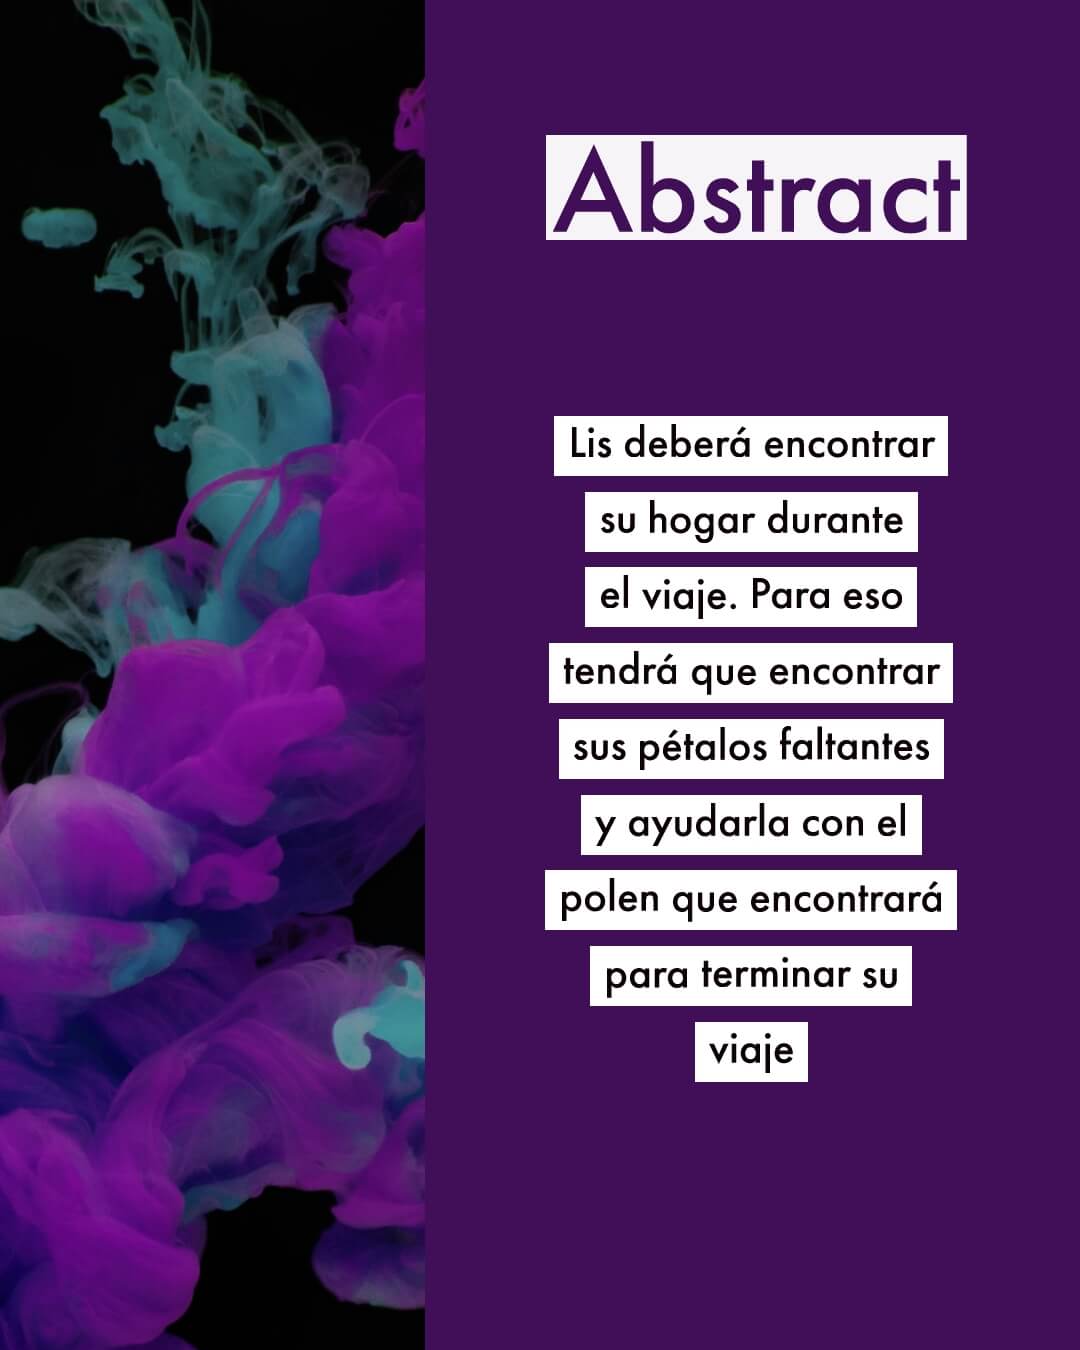 Abstract
Lis deberá encontrar
su hogar durante
el viaje. Para eso
tendrá que encontrar
sus pétalos faltantes
y ayudarla con el
polen que encontrará
para terminar su
viaje